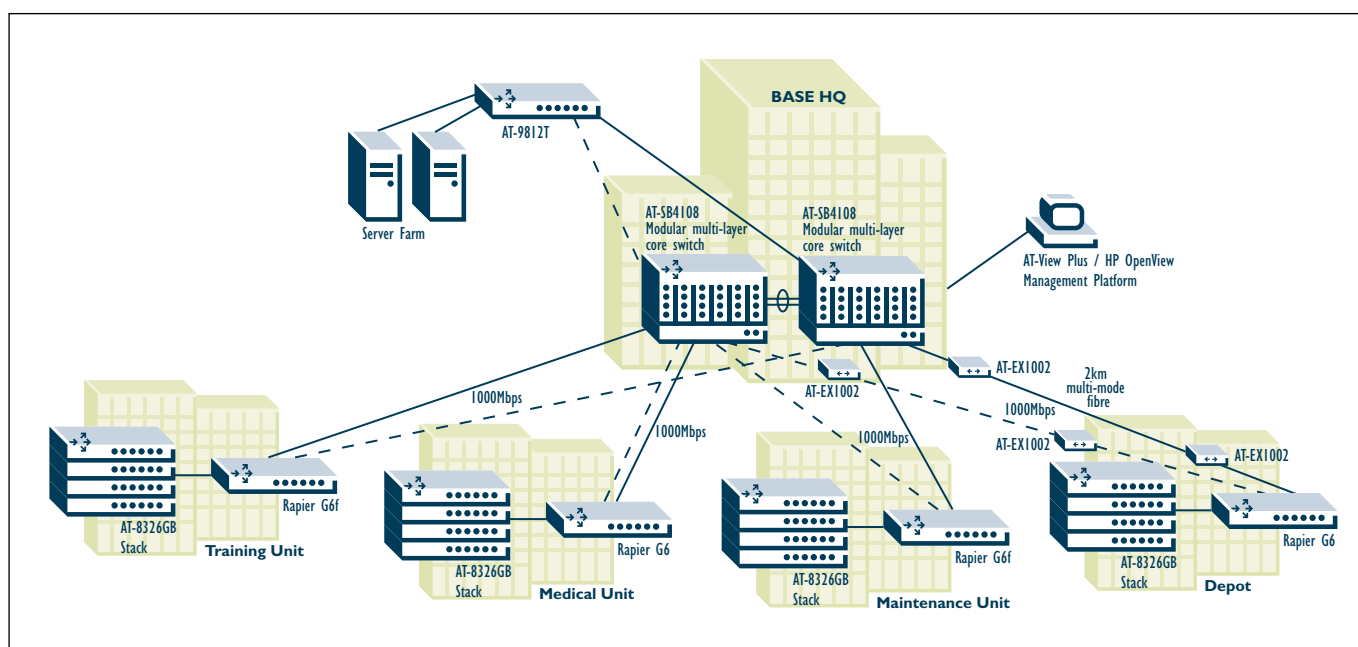 BASE HQ
AT-9812T
Server Farm
AT-SB4108
Modular multi-layer
core switch
AT-SB4108
Modular multi-layer
core switch
AT-View Plus / HP OpenView
Management Platform
AT-EX1002
AT-EX1002
2km
multi-mode
fibre
1000Mbps
1000Mbps
1000Mbps
1000Mbps
AT-EX1002
AT-EX1002
Rapier G6f
AT-8326GB
Stack
Training Unit
Rapier G6
AT-8326GB
Stack
Medical Unit
Rapier G6f
AT-8326GB
Stack
Maintenance Unit
Rapier G6
AT-8326GB
Stack
Depot